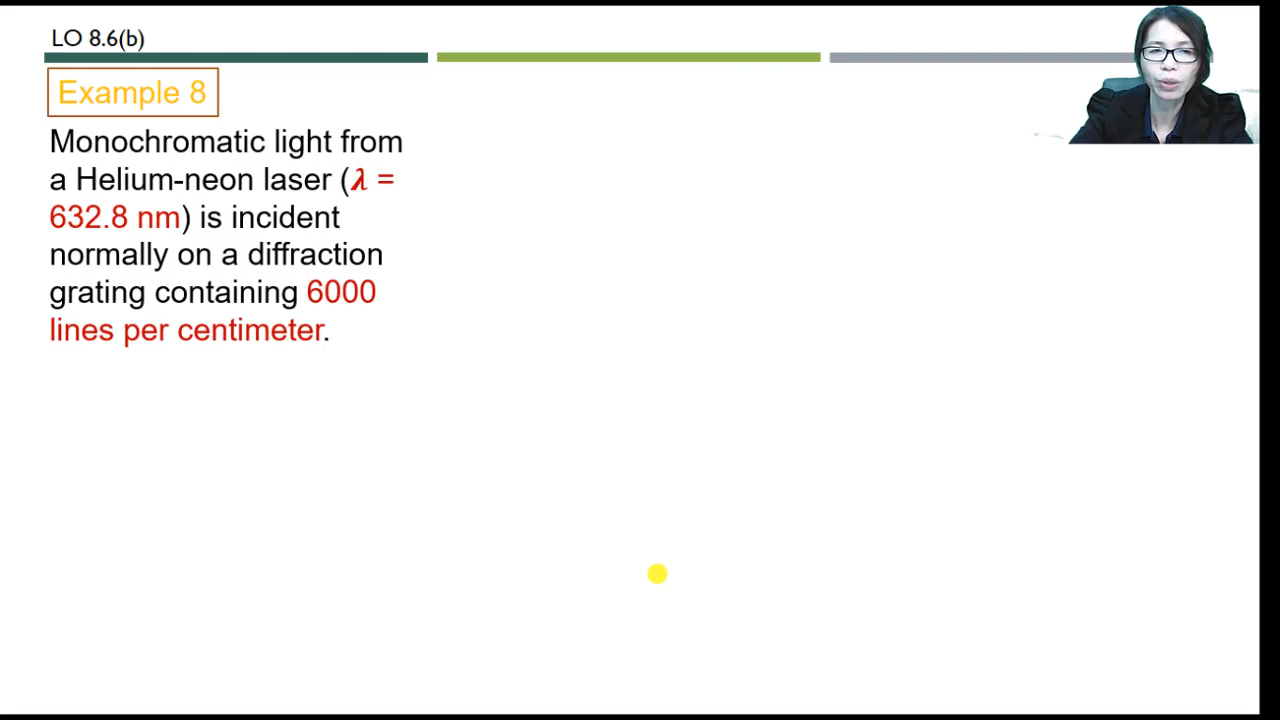 LO 8.6(b)
Example 8
Monochromatic light from
a Helium-neon laser (λ =
632.8 nm) is incident
normally on a diffraction
grating containing 6000
lines per centimeter.